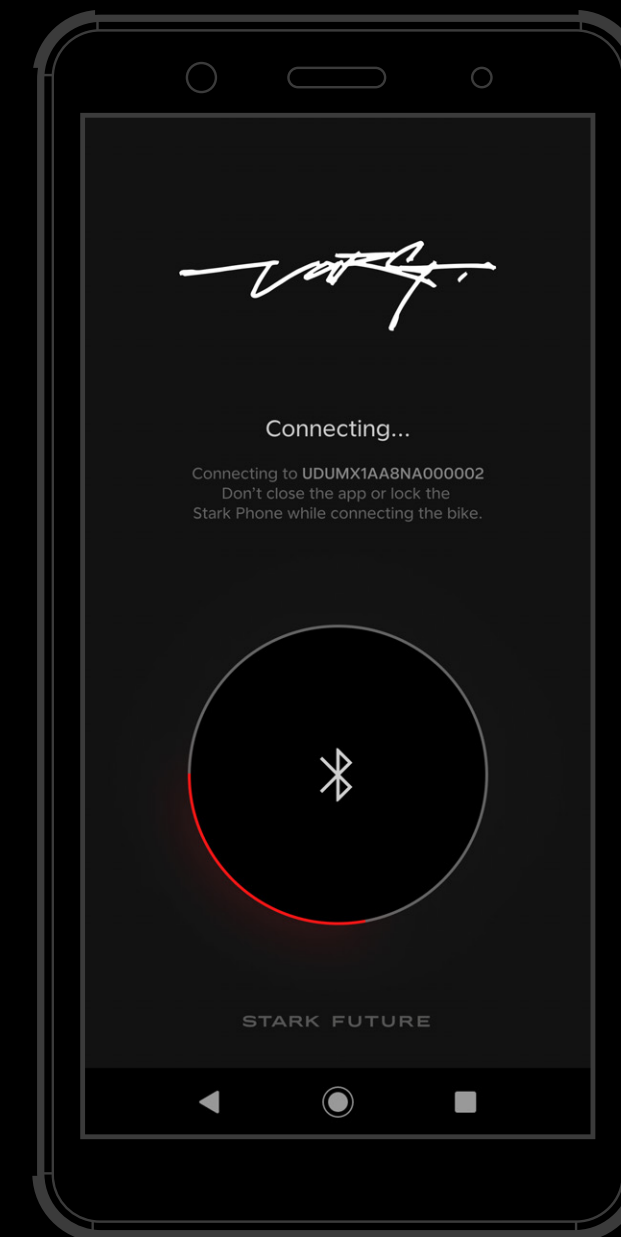 VARG
Connecting...
Connecting to UDUMX1AA8NA000002
Don't close the app or lock the
Stark Phone while connecting the bike.
STARK FUTURE